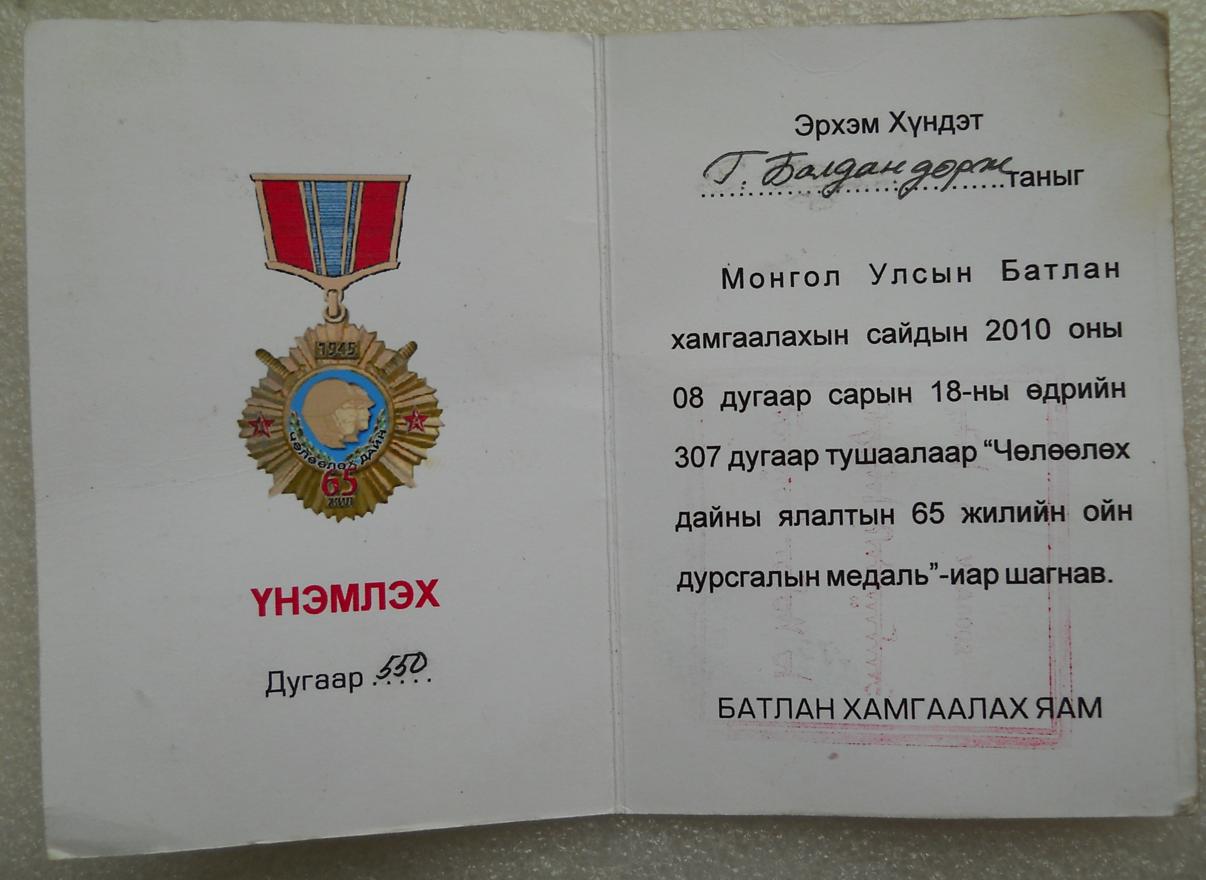 1945
ЧӨЛӨӨЛӨХ ДАЙН
65
ЖИЛ
ҮНЭМЛЭХ
Дугаар 550
Эрхэм Хүндэт
Г. Балдандорж таныг
Монгол Улсын Батлан
хамгаалахын сайдын 2010 оны
08 дугаар сарын 18-ны өдрийн
307 дугаар тушаалаар “Чөлөөлөх
дайны ялалтын 65 жилийн ойн
дурсгалын медаль”-иар шагнав.
БАТЛАН ХАМГААЛАХ ЯАМ